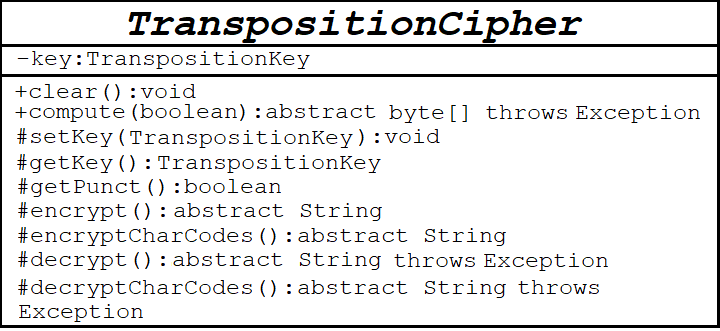 TranspositionCipher
-key:TranspositionKey
+clear():void
+compute(boolean):abstract byte[] throws Exception
#setKey(TranspositionKey):void
#getKey():TranspositionKey
#getPunct():boolean
#encrypt():abstract String
#encryptCharCodes():abstract String
#decrypt():abstract String throws Exception
#decryptCharCodes():abstract String throws
Exception